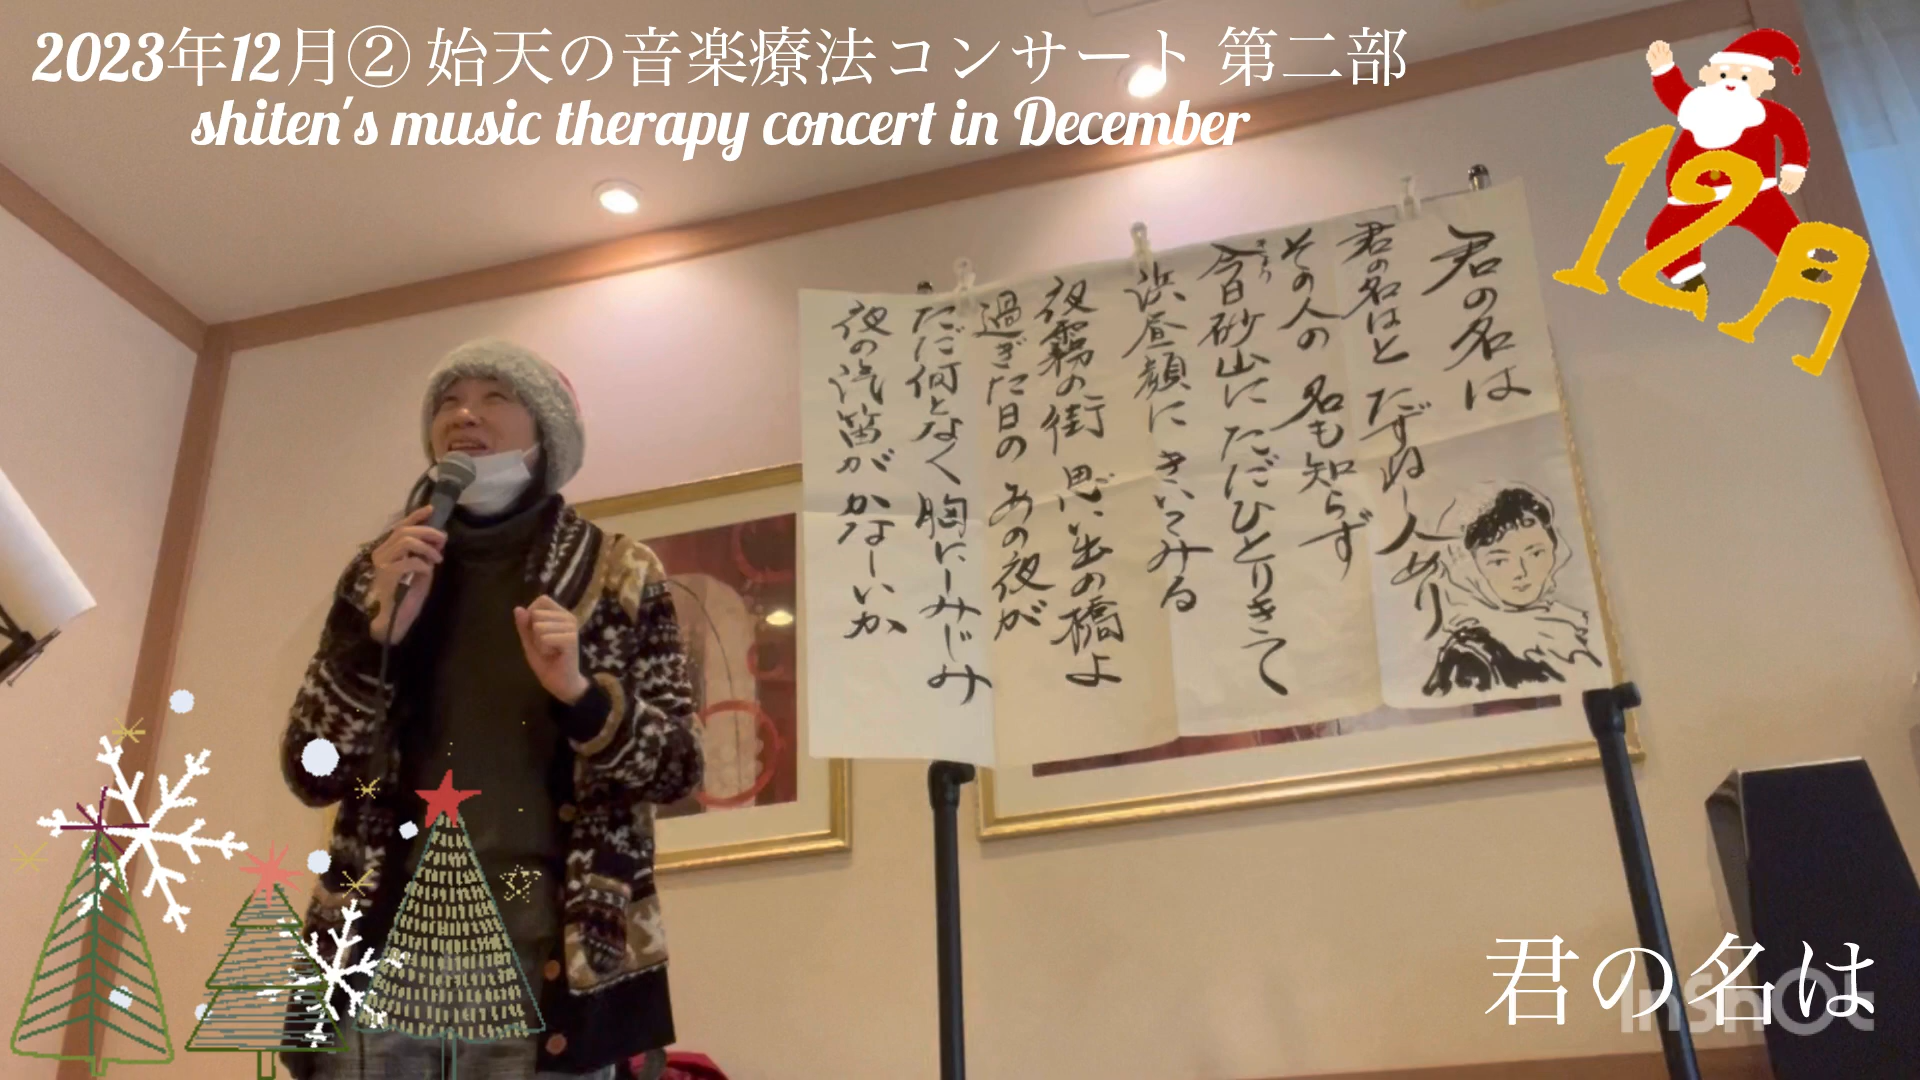 2023年12月② 始天の音楽療法コンサート 第二部
shiten's music therapy concert in December
12月
君の名は
君の名はと たずねし人あり
その人の 名も知らず
今日砂山に ただひとりきて
きょう
浜昼顔に きいてみる
夜霧の街 思い出の橋よ
過ぎた日の あの夜が
ただ何となく 胸にーみじみ
夜の汽笛が かなーいか
君の名は
InShOt